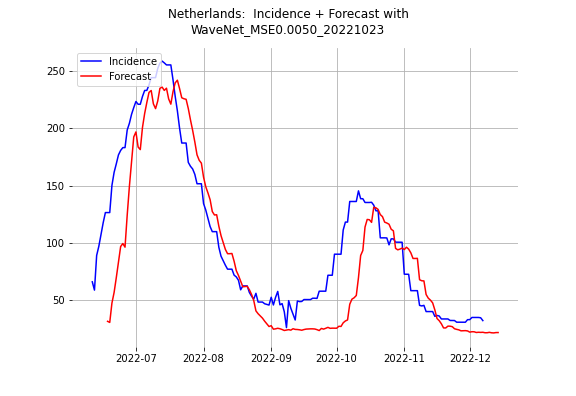 Netherlands:  Incidence + Forecast with
WaveNet_MSE0.0050_20221023
Incidence
Forecast
250
200
150
100
50
2022-07
2022-08
2022-09
2022-10
2022-11
2022-12